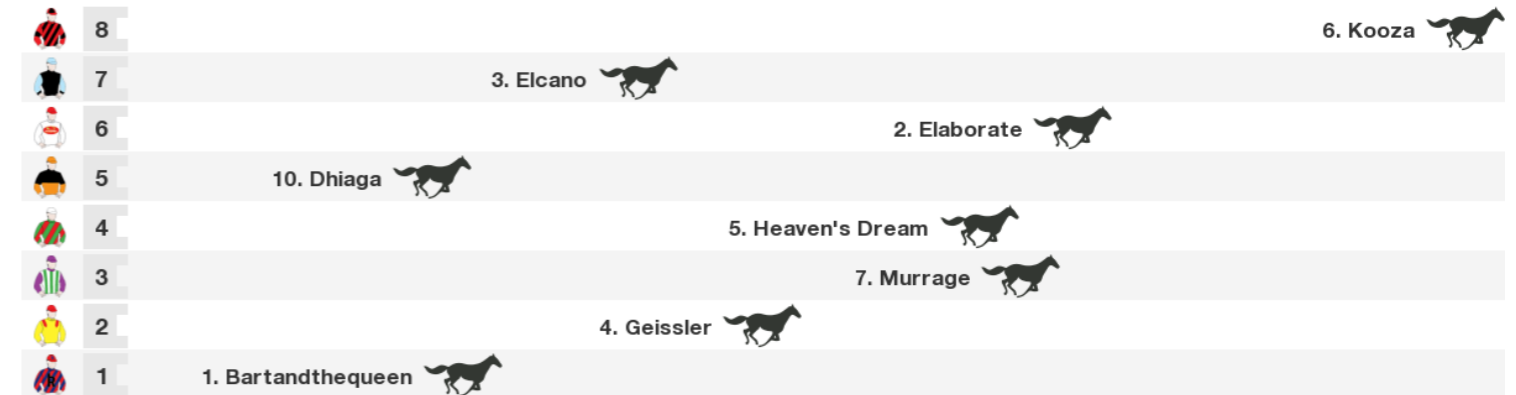 8 6. Kooza
7 3. Elcano
6 2. Elaborate
5 10. Dhiaga
4 5. Heaven's Dream
3 7. Murrage
2 4. Geissler
R 1 1. Bartandthequeen